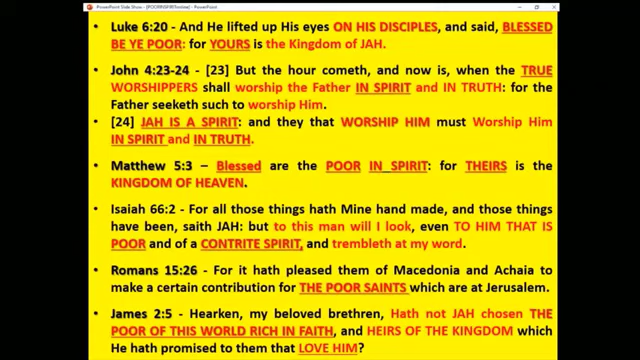 PowerPoint Slide Show - [POORINSPIRITonline]
• Luke 6:20 - And He lifted up His eyes ON HIS DISCIPLES, and said, BLESSED
BE YE POOR: for YOURS is the Kingdom of JAH.
• John 4:23-24 - [23] But the hour cometh, and now is, when the TRUE
WORSHIPPERS shall worship the Father IN SPIRIT and IN TRUTH: for the
Father seeketh such to worship Him.
• [24] JAH IS A SPIRIT: and they that WORSHIP HIM must Worship Him
IN SPIRIT and IN TRUTH.
• Matthew 5:3 – Blessed are the POOR IN SPIRIT: for THEIRS is the
KINGDOM OF HEAVEN.
• Isaiah 66:2 - For all those things hath Mine hand made, and those things
have been, saith JAH: but to this man will I look, even TO HIM THAT IS
POOR and of a CONTRITE SPIRIT, and trembleth at my word.
• Romans 15:26 - For it hath pleased them of Macedonia and Achaia to
make a certain contribution for THE POOR SAINTS which are at Jerusalem.
• James 2:5 - Hearken, my beloved brethren, Hath not JAH chosen THE
POOR OF THIS WORLD RICH IN FAITH, and HEIRS OF THE KINGDOM which
He hath promised to them that LOVE HIM?